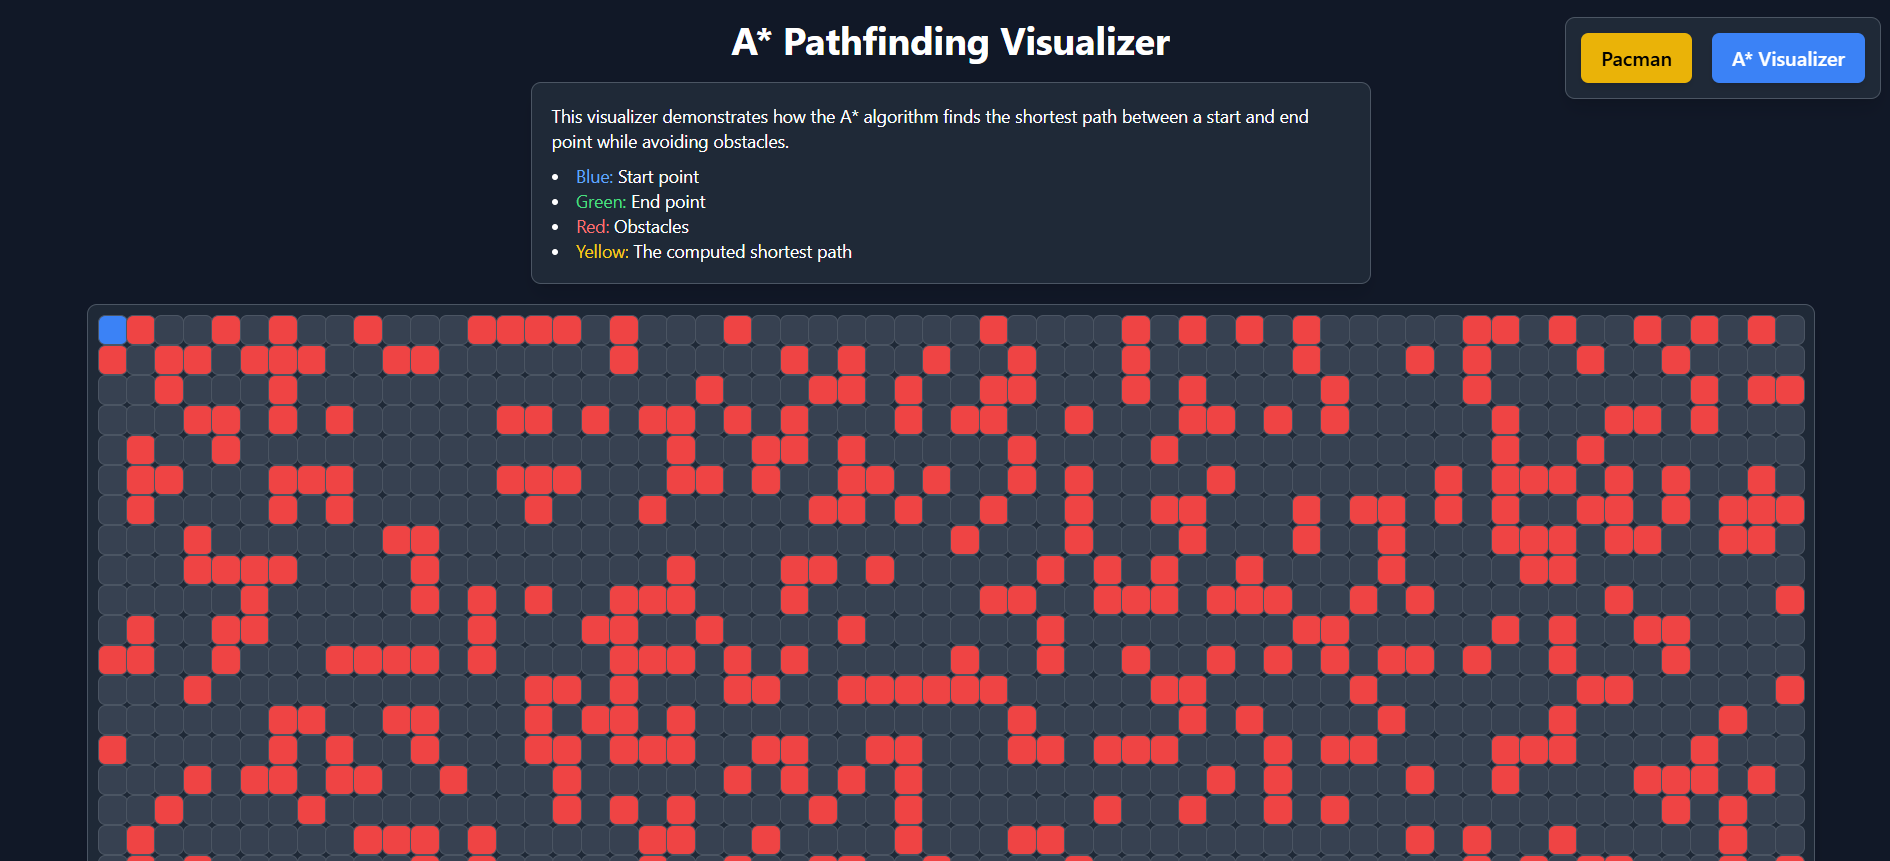 A* Pathfinding Visualizer
Pacman
A* Visualizer
This visualizer demonstrates how the A* algorithm finds the shortest path between a start and end
point while avoiding obstacles.
• Blue: Start point
• Green: End point
• Red: Obstacles
• Yellow: The computed shortest path